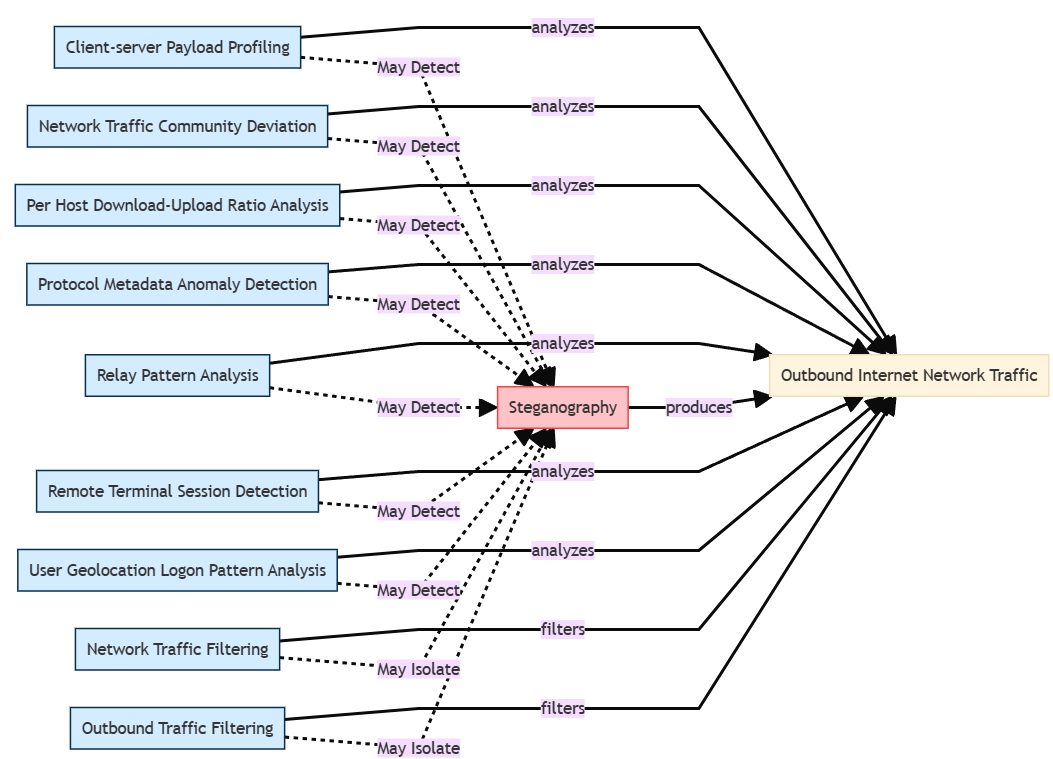 Client-server Payload Profiling
analyzes
May Detect
Network Traffic Community Deviation
analyzes
May Detect
Per Host Download-Upload Ratio Analysis
analyzes
May Detect
Protocol Metadata Anomaly Detection
analyzes
May Detect
Relay Pattern Analysis
analyzes
May Detect
Steganography
produces
Outbound Internet Network Traffic
Remote Terminal Session Detection
analyzes
May Detect
User Geolocation Logon Pattern Analysis
analyzes
May Detect
Network Traffic Filtering
filters
May Isolate
Outbound Traffic Filtering
filters
May Isolate